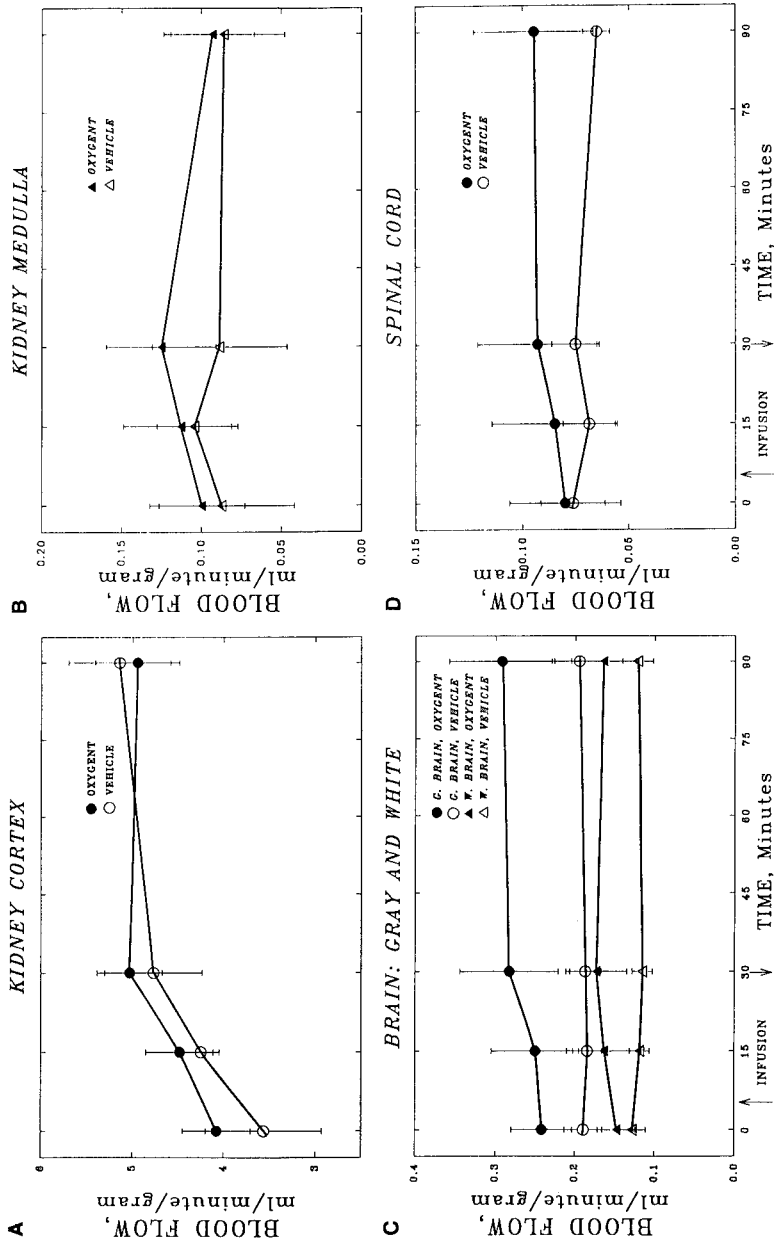 A
KIDNEY CORTEX
BLOOD FLOW,
ml/minute/gram
6
5
4
3
● OXYGENT
○ VEHICLE
B
KIDNEY MEDULLA
BLOOD FLOW,
ml/minute/gram
0.20
0.15
0.10
0.05
0.00
▲ OXYGENT
△ VEHICLE
C
BRAIN: GRAY AND WHITE
BLOOD FLOW,
ml/minute/gram
0.4
0.3
0.2
0.1
0.0
● G. BRAIN, OXYGENT
○ G. BRAIN, VEHICLE
▲ W. BRAIN, OXYGENT
△ W. BRAIN, VEHICLE
0 15 30 45 60 75 90
INFUSION
TIME, Minutes
D
SPINAL CORD
BLOOD FLOW,
ml/minute/gram
0.15
0.10
0.05
0.00
● OXYGENT
○ VEHICLE
0 15 30 45 60 75 90
INFUSION
TIME, Minutes